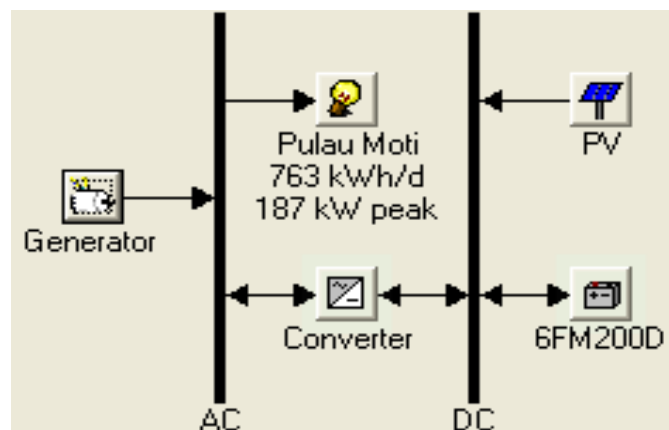 Pulau Moti
763 kWh/d
187 kW peak
PV
Generator
Converter
6FM200D
AC
DC